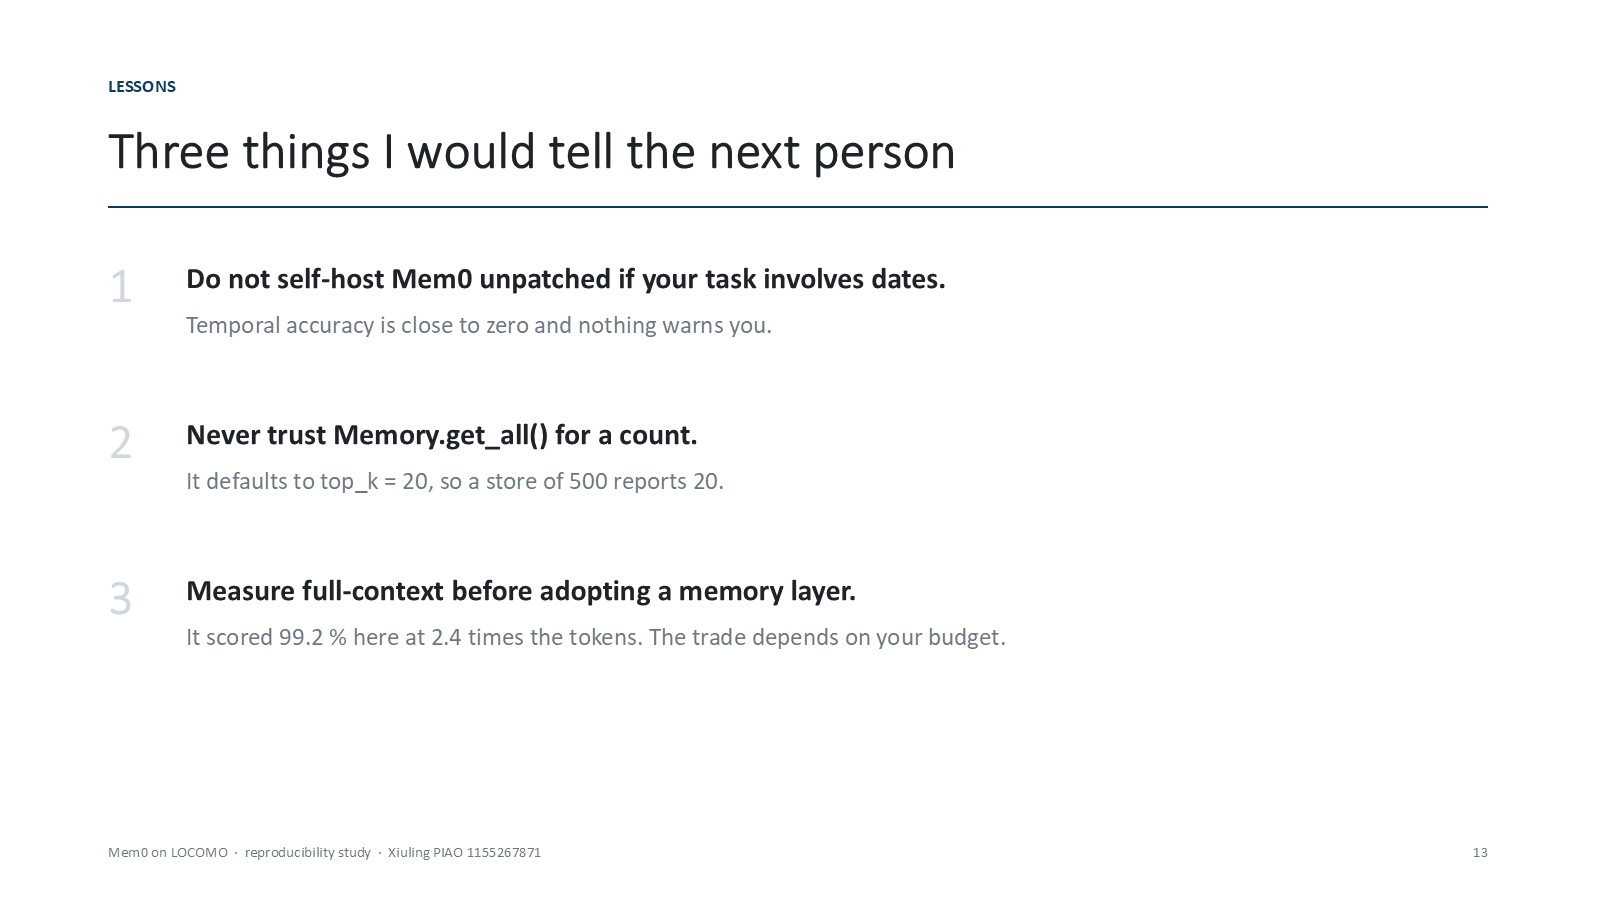 LESSONS
Three things I would tell the next person
1
Do not self-host Mem0 unpatched if your task involves dates.
Temporal accuracy is close to zero and nothing warns you.
2
Never trust Memory.get_all() for a count.
It defaults to top_k = 20, so a store of 500 reports 20.
3
Measure full-context before adopting a memory layer.
It scored 99.2 % here at 2.4 times the tokens. The trade depends on your budget.
Mem0 on LOCOMO · reproducibility study · Xiuling PIAO 1155267871
13